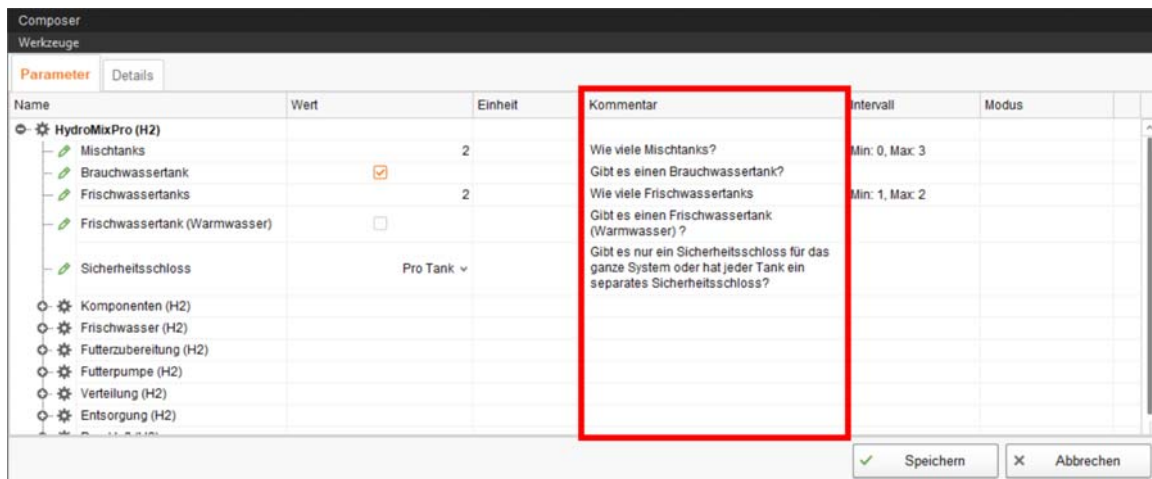 Composer
Werkzeuge
Parameter Details
Name Wert Einheit Kommentar Intervall Modus
HydroMixPro (H2)
Mischtanks 2 Wie viele Mischtanks? Min: 0, Max: 3
Brauchwassertank Gibt es einen Brauchwassertank?
Frischwassertanks 2 Wie viele Frischwassertanks Min: 1, Max: 2
Frischwassertank (Warmwasser) Gibt es einen Frischwassertank
(Warmwasser) ?
Gibt es nur ein Sicherheitsschloss für das
Sicherheitsschloss Pro Tank ganze System oder hat jeder Tank ein
separates Sicherheitsschloss?
Komponenten (H2)
Frischwasser (H2)
Futterzubereitung (H2)
Futterpumpe (H2)
Verteilung (H2)
Entsorgung (H2)
Speichern Abbrechen